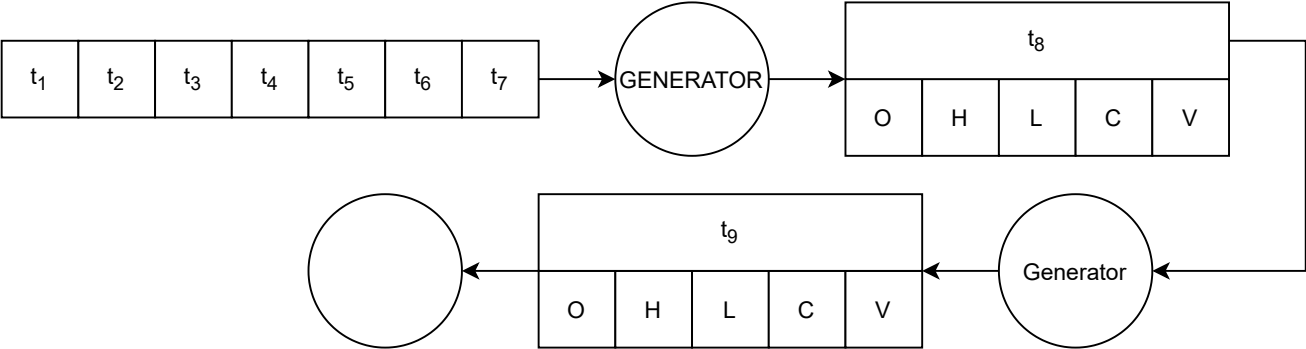 t1 t2 t3 t4 t5 t6 t7
GENERATOR
t8
O H L C V
t9
O H L C V
Generator